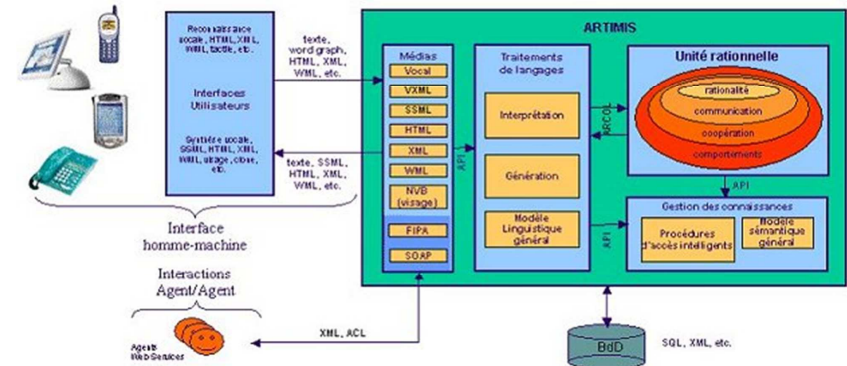 ARTIMIS
Reconnaissance
vocale, HTML, XML,
WML, tactile, etc.
Interfaces
Utilisateurs
Synthèse vocale,
SSML, HTML, XML,
WML, visage, clone,
etc.
texte,
word graph,
HTML, XML,
WML, etc.
texte, SSML,
HTML, XML,
WML, etc.
Interface
homme-machine
Médias
Vocal
VXML
SSML
HTML
XML
WML
NVB
(visage)
FIPA
SOAP
API
Traitements
de langages
Interprétation
Génération
Modèle
Linguistique
général
ARCOL
API
Unité rationnelle
rationalité
communication
coopération
comportements
API
Gestion des connaissances
Procédures
d'accès intelligents
Modèle
sémantique
général
Interactions
Agent/Agent
Agents
Web Services
XML, ACL
BdD
SQL, XML, etc.